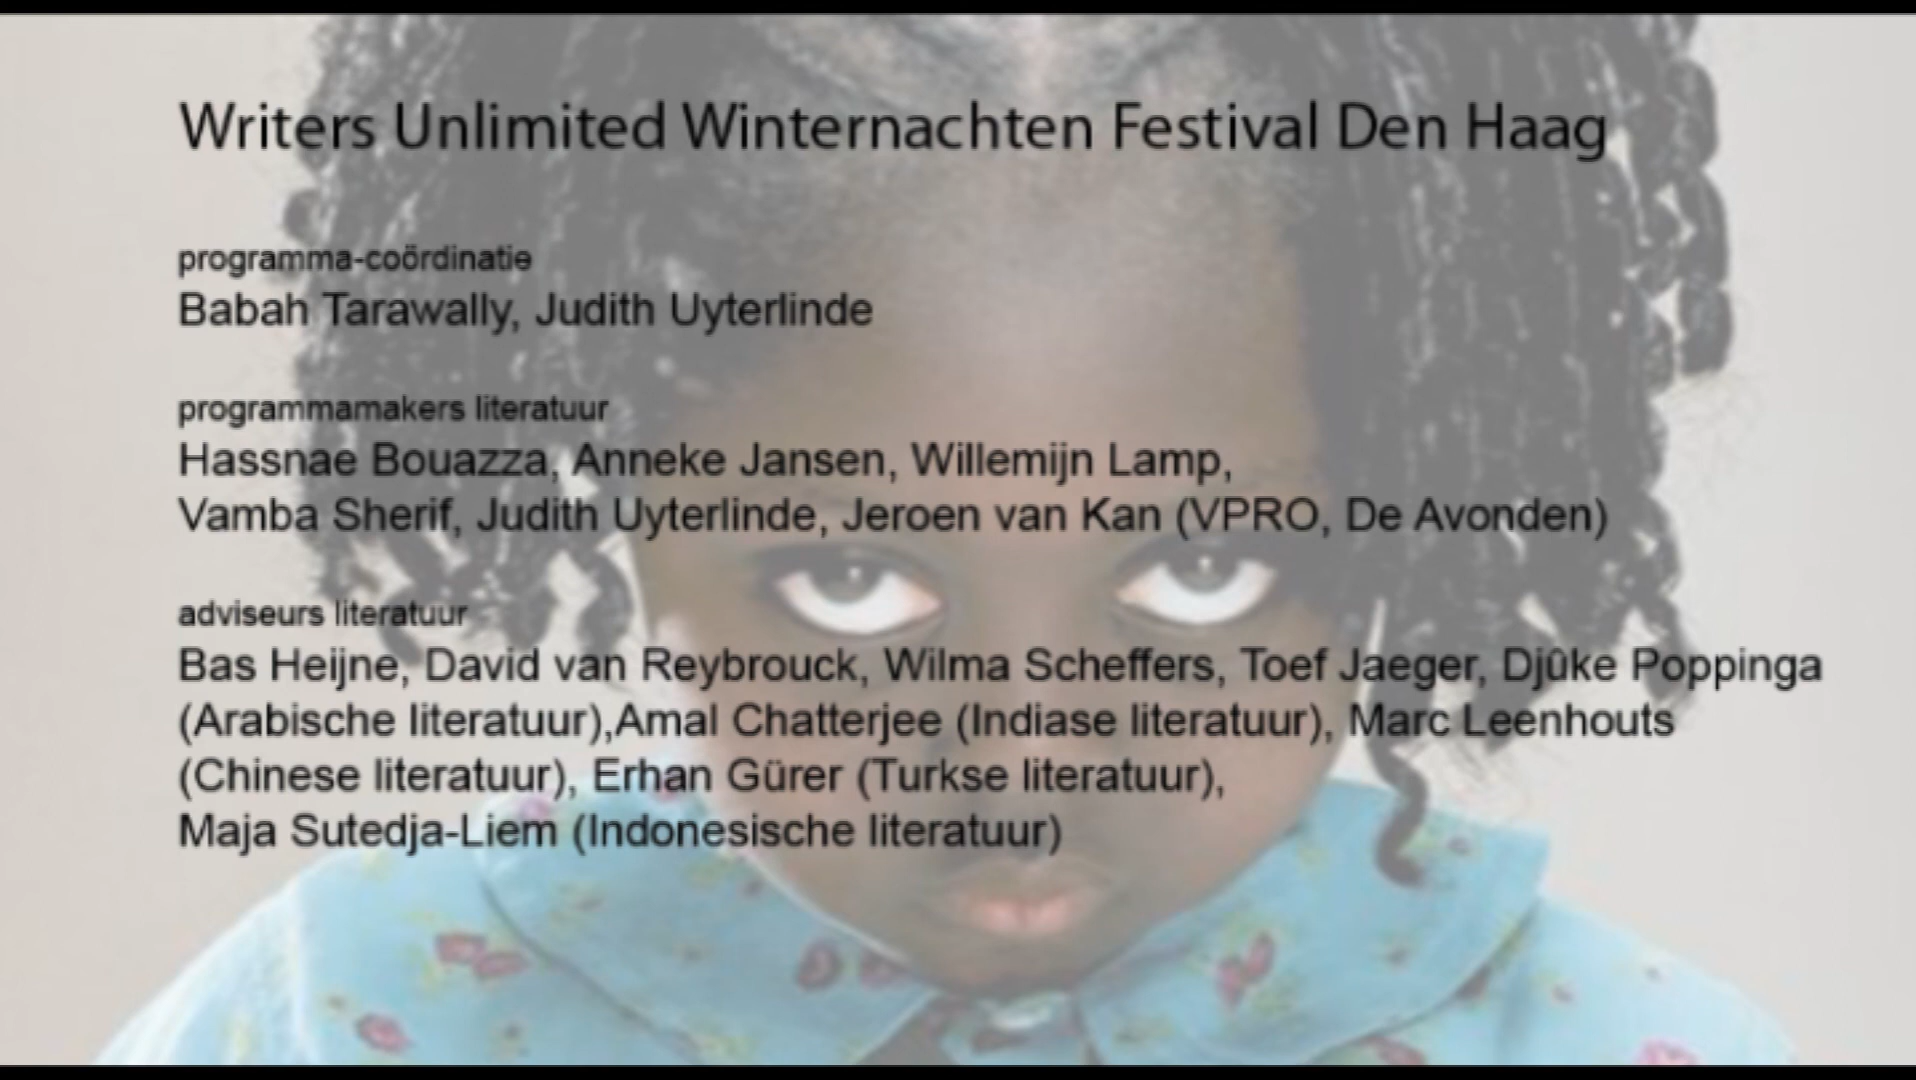 Writers Unlimited Winternachten Festival Den Haag
programma-coördinatie
Babah Tarawally, Judith Uyterlinde
programmamakers literatuur
Hassnae Bouazza, Anneke Jansen, Willemijn Lamp,
Vamba Sherif, Judith Uyterlinde, Jeroen van Kan (VPRO, De Avonden)
adviseurs literatuur
Bas Heijne, David van Reybrouck, Wilma Scheffers, Toef Jaeger, Djûke Poppinga
(Arabische literatuur),Amal Chatterjee (Indiase literatuur), Marc Leenhouts
(Chinese literatuur), Erhan Gürer (Turkse literatuur),
Maja Sutedja-Liem (Indonesische literatuur)